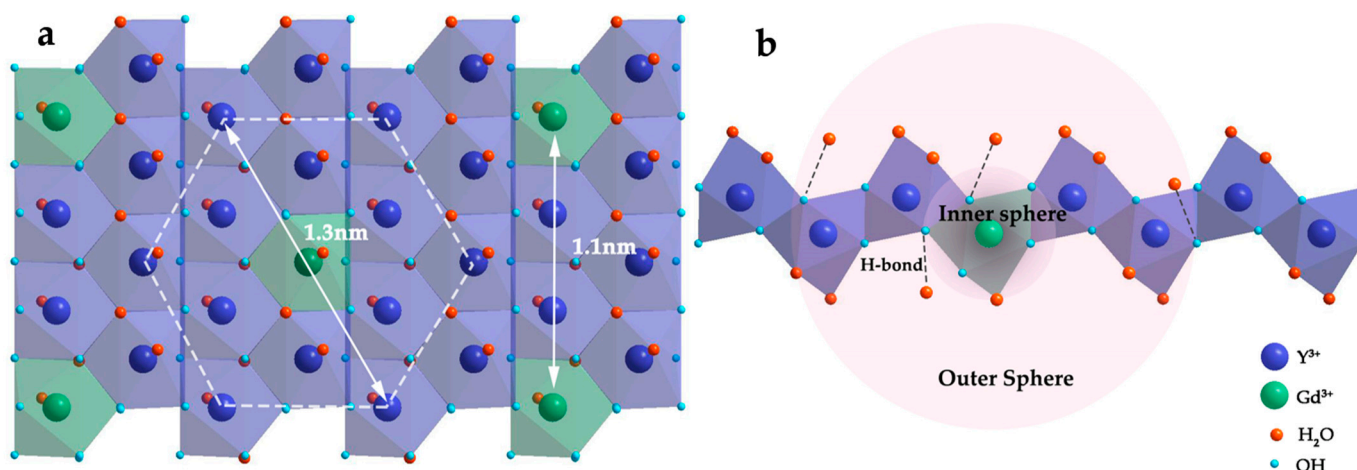 a
1.3nm
1.1nm
b
Inner sphere
H-bond
Outer Sphere
Y³⁺
Gd³⁺
H₂O
OH